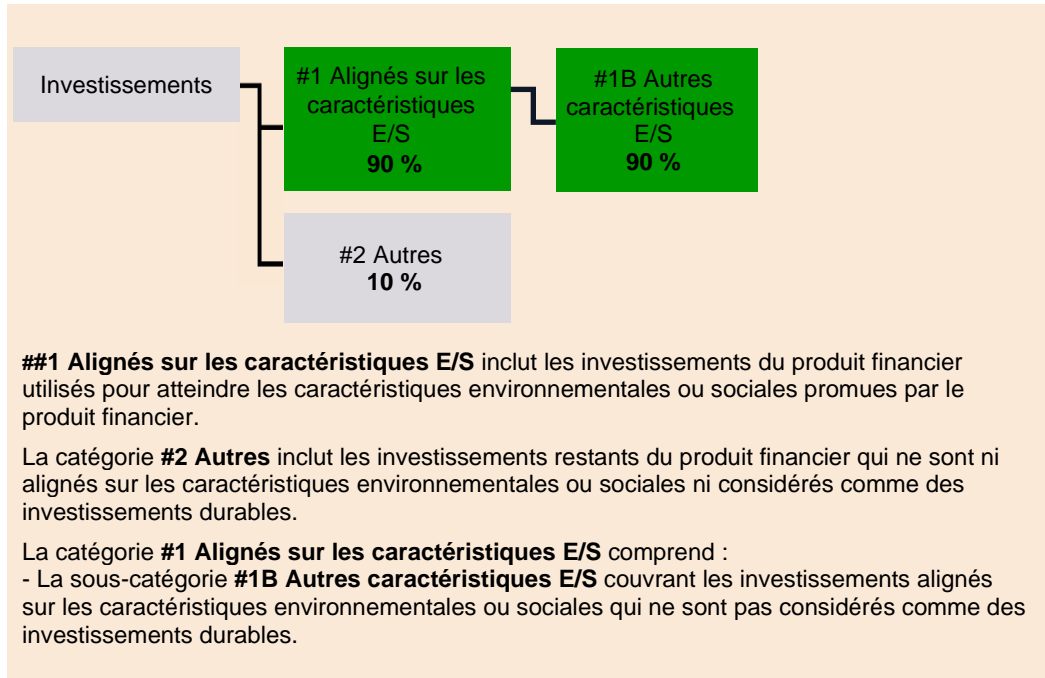 Investissements
#1 Alignés sur les
caractéristiques
E/S
90 %
#1B Autres
caractéristiques
E/S
90 %
#2 Autres
10 %
##1 Alignés sur les caractéristiques E/S inclut les investissements du produit financier
utilisés pour atteindre les caractéristiques environnementales ou sociales promues par le
produit financier.
La catégorie #2 Autres inclut les investissements restants du produit financier qui ne sont ni
alignés sur les caractéristiques environnementales ou sociales ni considérés comme des
investissements durables.
La catégorie #1 Alignés sur les caractéristiques E/S comprend :
- La sous-catégorie #1B Autres caractéristiques E/S couvrant les investissements alignés
sur les caractéristiques environnementales ou sociales qui ne sont pas considérés comme des
investissements durables.